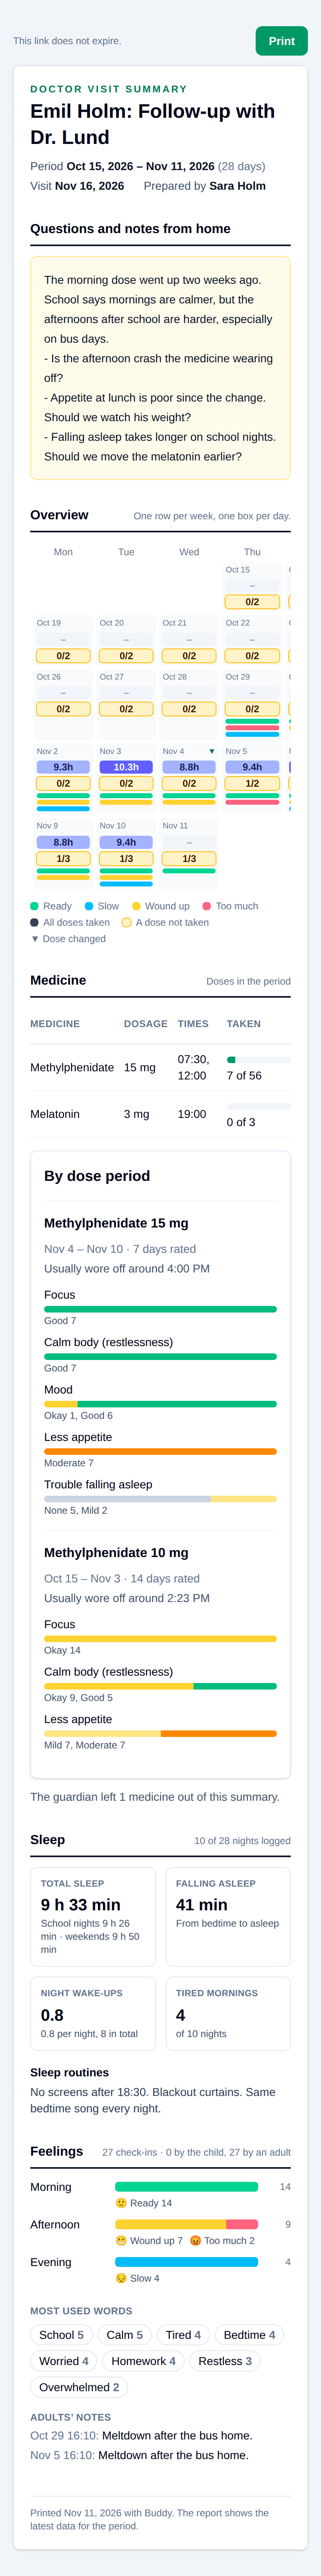 This link does not expire.
Print
DOCTOR VISIT SUMMARY
Emil Holm: Follow-up with
Dr. Lund
Period Oct 15, 2026 – Nov 11, 2026 (28 days)
Visit Nov 16, 2026 Prepared by Sara Holm
Questions and notes from home
The morning dose went up two weeks ago.
School says mornings are calmer, but the
afternoons after school are harder, especially
on bus days.
- Is the afternoon crash the medicine wearing
off?
- Appetite at lunch is poor since the change.
Should we watch his weight?
- Falling asleep takes longer on school nights.
Should we move the melatonin earlier?
Overview One row per week, one box per day.
Mon Tue Wed Thu
Oct 15
–
0/2
Oct 19 Oct 20 Oct 21 Oct 22
– – – –
0/2 0/2 0/2 0/2
Oct 26 Oct 27 Oct 28 Oct 29
– – – –
0/2 0/2 0/2 0/2
Nov 2 Nov 3 Nov 4 ▼ Nov 5
9.3h 10.3h 8.8h 9.4h
0/2 0/2 0/2 1/2
Nov 9 Nov 10 Nov 11
8.8h 9.4h –
1/3 1/3 1/3
Ready Slow Wound up Too much
All doses taken A dose not taken
▼ Dose changed
Medicine Doses in the period
MEDICINE DOSAGE TIMES TAKEN
Methylphenidate 15 mg 07:30, 12:00 7 of 56
Melatonin 3 mg 19:00 0 of 3
By dose period
Methylphenidate 15 mg
Nov 4 – Nov 10 · 7 days rated
Usually wore off around 4:00 PM
Focus
Good 7
Calm body (restlessness)
Good 7
Mood
Okay 1, Good 6
Less appetite
Moderate 7
Trouble falling asleep
None 5, Mild 2
Methylphenidate 10 mg
Oct 15 – Nov 3 · 14 days rated
Usually wore off around 2:23 PM
Focus
Okay 14
Calm body (restlessness)
Okay 9, Good 5
Less appetite
Mild 7, Moderate 7
The guardian left 1 medicine out of this summary.
Sleep 10 of 28 nights logged
TOTAL SLEEP
9 h 33 min
School nights 9 h 26
min · weekends 9 h 50
min
FALLING ASLEEP
41 min
From bedtime to asleep
NIGHT WAKE-UPS
0.8
0.8 per night, 8 in total
TIRED MORNINGS
4
of 10 nights
Sleep routines
No screens after 18:30. Blackout curtains. Same
bedtime song every night.
Feelings 27 check-ins · 0 by the child, 27 by an adult
Morning 14
🙂 Ready 14
Afternoon 9
😬 Wound up 7 😡 Too much 2
Evening 4
😔 Slow 4
MOST USED WORDS
School 5 Calm 5 Tired 4 Bedtime 4
Worried 4 Homework 4 Restless 3
Overwhelmed 2
ADULTS’ NOTES
Oct 29 16:10: Meltdown after the bus home.
Nov 5 16:10: Meltdown after the bus home.
Printed Nov 11, 2026 with Buddy. The report shows the
latest data for the period.